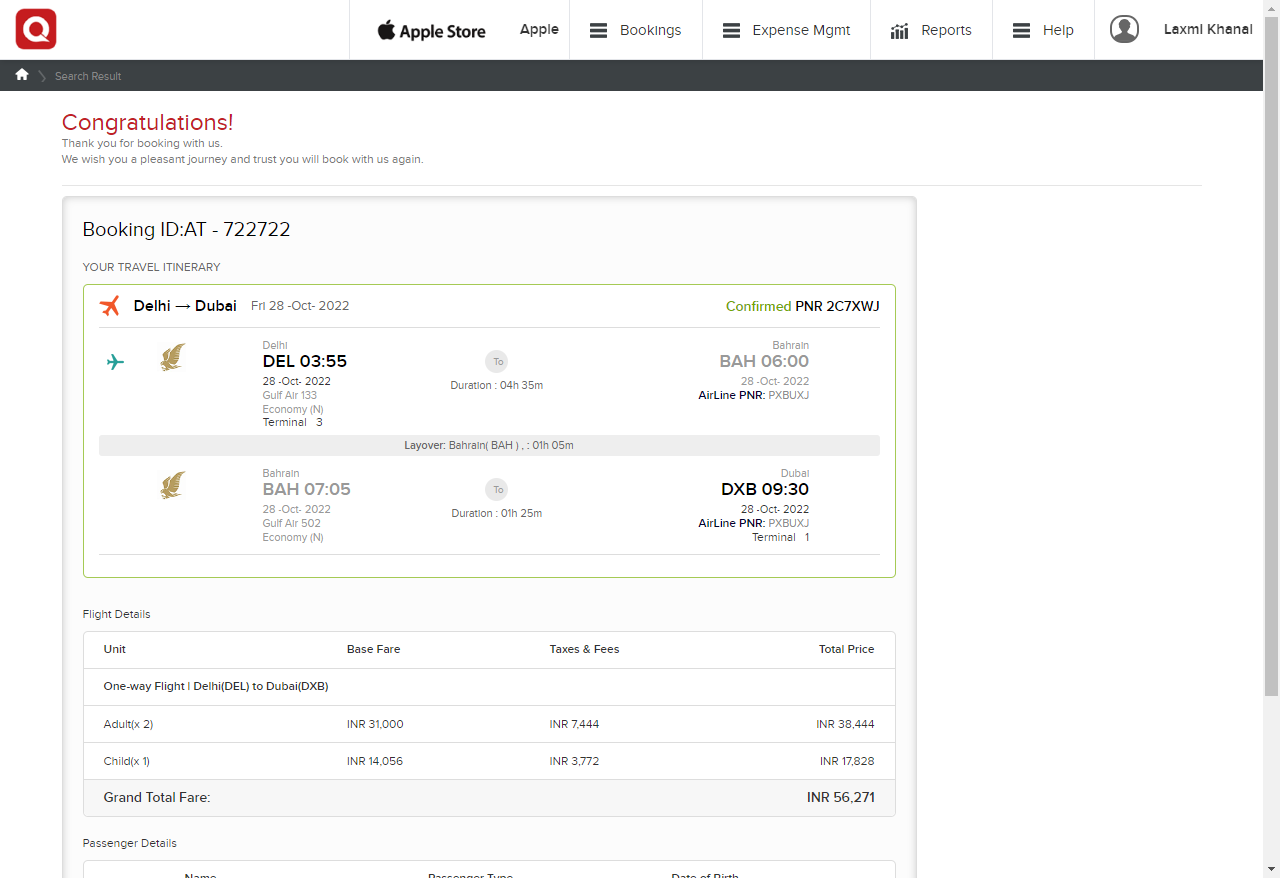 Apple Store
Apple
Bookings
Expense Mgmt
Reports
Help
Laxmi Khanal
Search Result
Congratulations!
Thank you for booking with us.
We wish you a pleasant journey and trust you will book with us again.
Booking ID:AT - 722722
YOUR TRAVEL ITINERARY
Delhi → Dubai Fri 28 -Oct- 2022 Confirmed PNR 2C7XWJ
Delhi
DEL 03:55
28 -Oct- 2022
Gulf Air 133
Economy (N)
Terminal 3
To
Duration : 04h 35m
Bahrain
BAH 06:00
28 -Oct- 2022
AirLine PNR: PXBUXJ
Layover: Bahrain( BAH ) , : 01h 05m
Bahrain
BAH 07:05
28 -Oct- 2022
Gulf Air 502
Economy (N)
To
Duration : 01h 25m
Dubai
DXB 09:30
28 -Oct- 2022
AirLine PNR: PXBUXJ
Terminal 1
Flight Details
Unit Base Fare Taxes & Fees Total Price
One-way Flight | Delhi(DEL) to Dubai(DXB)
Adult(x 2) INR 31,000 INR 7,444 INR 38,444
Child(x 1) INR 14,056 INR 3,772 INR 17,828
Grand Total Fare: INR 56,271
Passenger Details
Name Passenger Type Date of Birth